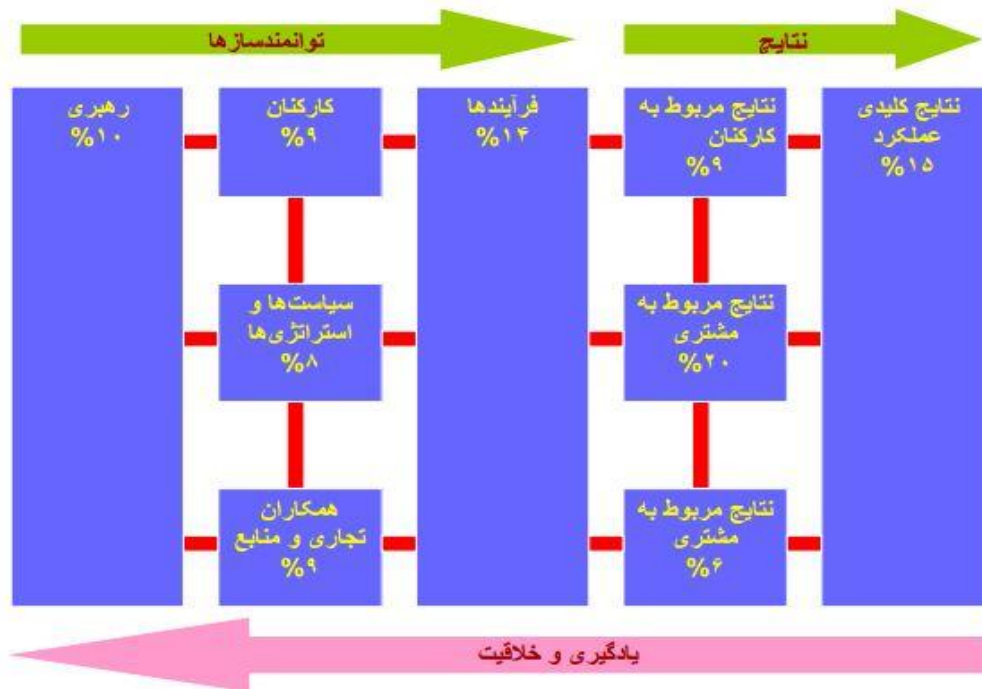 توانمندسازها
نتایج
رهبری
%۱۰
کارکنان
%۹
فرآیندها
%۱۴
نتایج مربوط به
کارکنان
%۹
نتایج کلیدی
عملکرد
%۱۵
سیاست‌ها و
استراتژی‌ها
%۸
نتایج مربوط به
مشتری
%۲۰
همکاران
تجاری و منابع
%۹
نتایج مربوط به
مشتری
%۶
یادگیری و خلاقیت